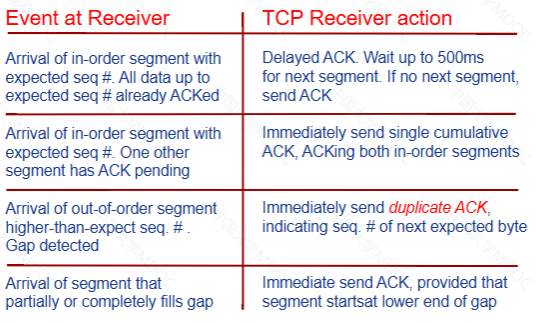 Event at Receiver
TCP Receiver action
Arrival of in-order segment with
expected seq #. All data up to
expected seq # already ACKed
Delayed ACK. Wait up to 500ms
for next segment. If no next segment,
send ACK
Arrival of in-order segment with
expected seq #. One other
segment has ACK pending
Immediately send single cumulative
ACK, ACKing both in-order segments
Arrival of out-of-order segment
higher-than-expect seq. # .
Gap detected
Immediately send duplicate ACK,
indicating seq. # of next expected byte
Arrival of segment that
partially or completely fills gap
Immediate send ACK, provided that
segment startsat lower end of gap